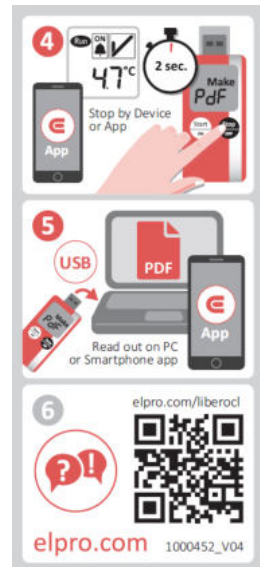 4
Run
ON
4.7°C
2 sec.
Make
PdF
Start
ON
Stop
App
Stop by Device
or App
5
USB
PDF
Make
PdF
App
Read out on PC
or Smartphone app
6
elpro.com/liberocl
?!
elpro.com
1000452_V04